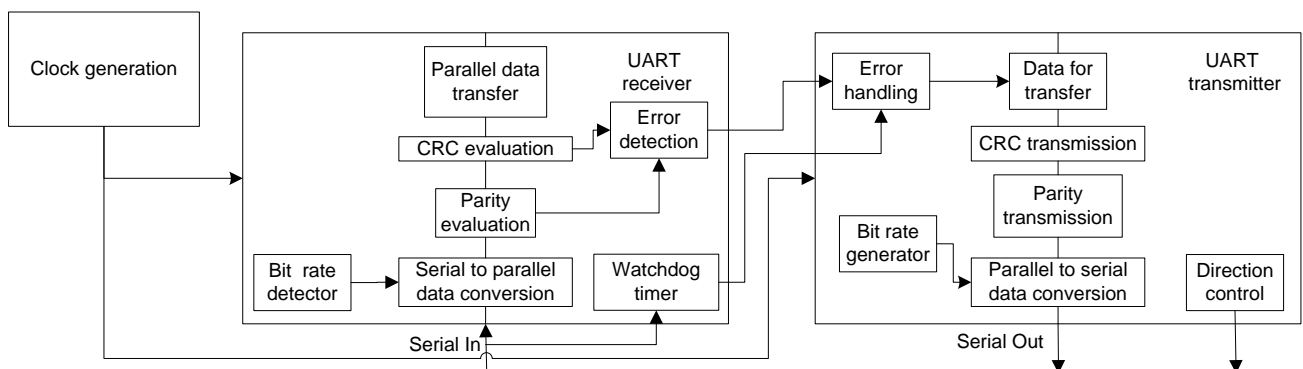 Clock generation
Parallel data
transfer
UART
receiver
CRC evaluation
Error
detection
Parity
evaluation
Bit rate
detector
Serial to parallel
data conversion
Watchdog
timer
Serial In
Error
handling
Data for
transfer
UART
transmitter
CRC transmission
Parity
transmission
Bit rate
generator
Parallel to serial
data conversion
Direction
control
Serial Out